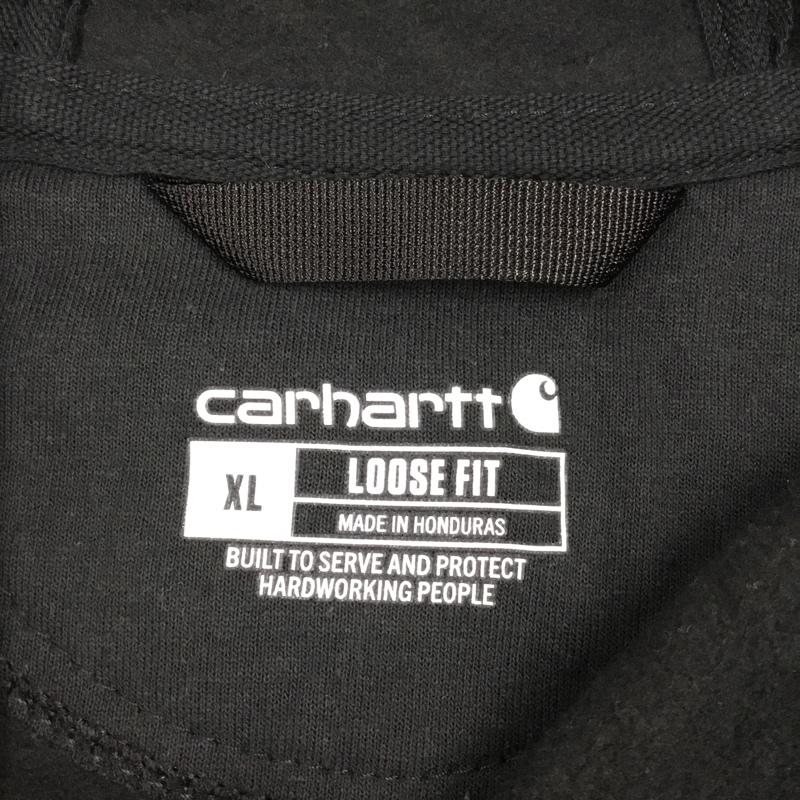 carhartt
XL
LOOSE FIT
MADE IN HONDURAS
BUILT TO SERVE AND PROTECT
HARDWORKING PEOPLE